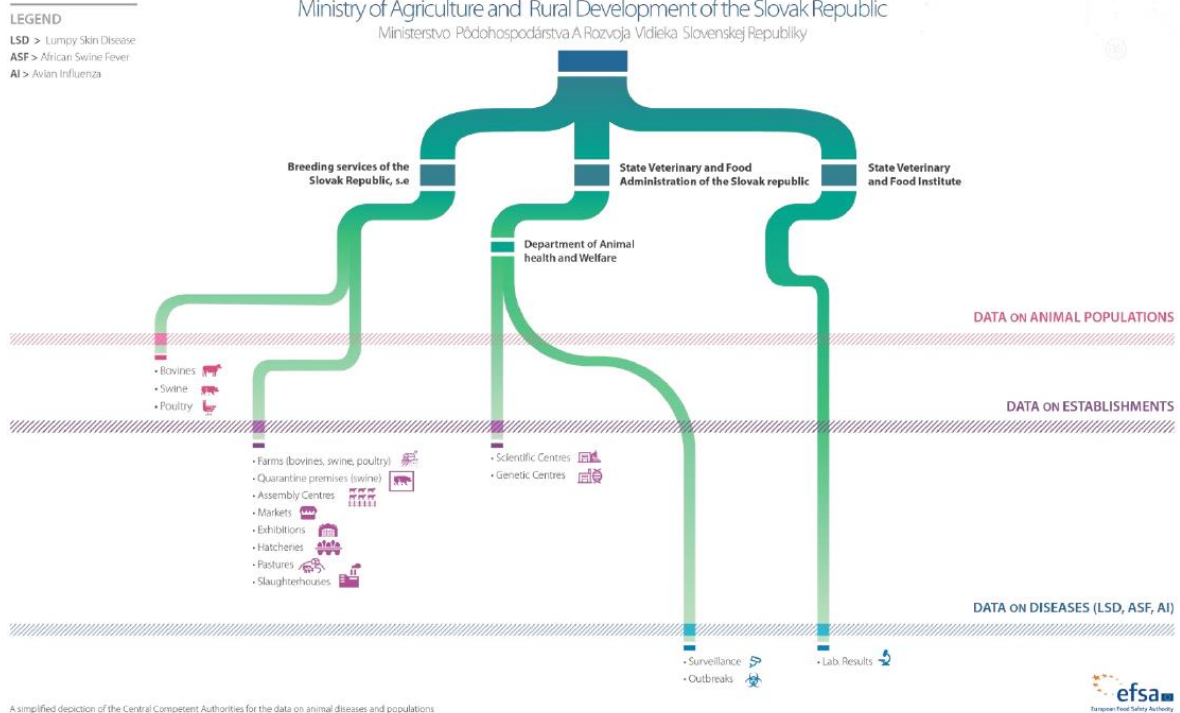 Ministry of Agriculture and Rural Development of the Slovak Republic
Ministerstvo Pôdohospodárstva A Rozvoja Vidieka Slovenskej Republiky
LEGEND
LSD > Lumpy Skin Disease
ASF > African Swine Fever
AI > Avian Influenza
Breeding services of the
Slovak Republic, s.e
State Veterinary and Food
Administration of the Slovak republic
State Veterinary
and Food Institute
Department of Animal
health and Welfare
DATA ON ANIMAL POPULATIONS
• Bovines
• Swine
• Poultry
DATA ON ESTABLISHMENTS
• Farms (bovines, swine, poultry)
• Quarantine premises (swine)
• Assembly Centres
• Markets
• Exhibitions
• Hatcheries
• Pastures
• Slaughterhouses
• Scientific Centres
• Genetic Centres
DATA ON DISEASES (LSD, ASF, AI)
• Surveillance
• Outbreaks
• Lab. Results
A simplified depiction of the Central Competent Authorities for the data on animal diseases and populations
efsa
European Food Safety Authority